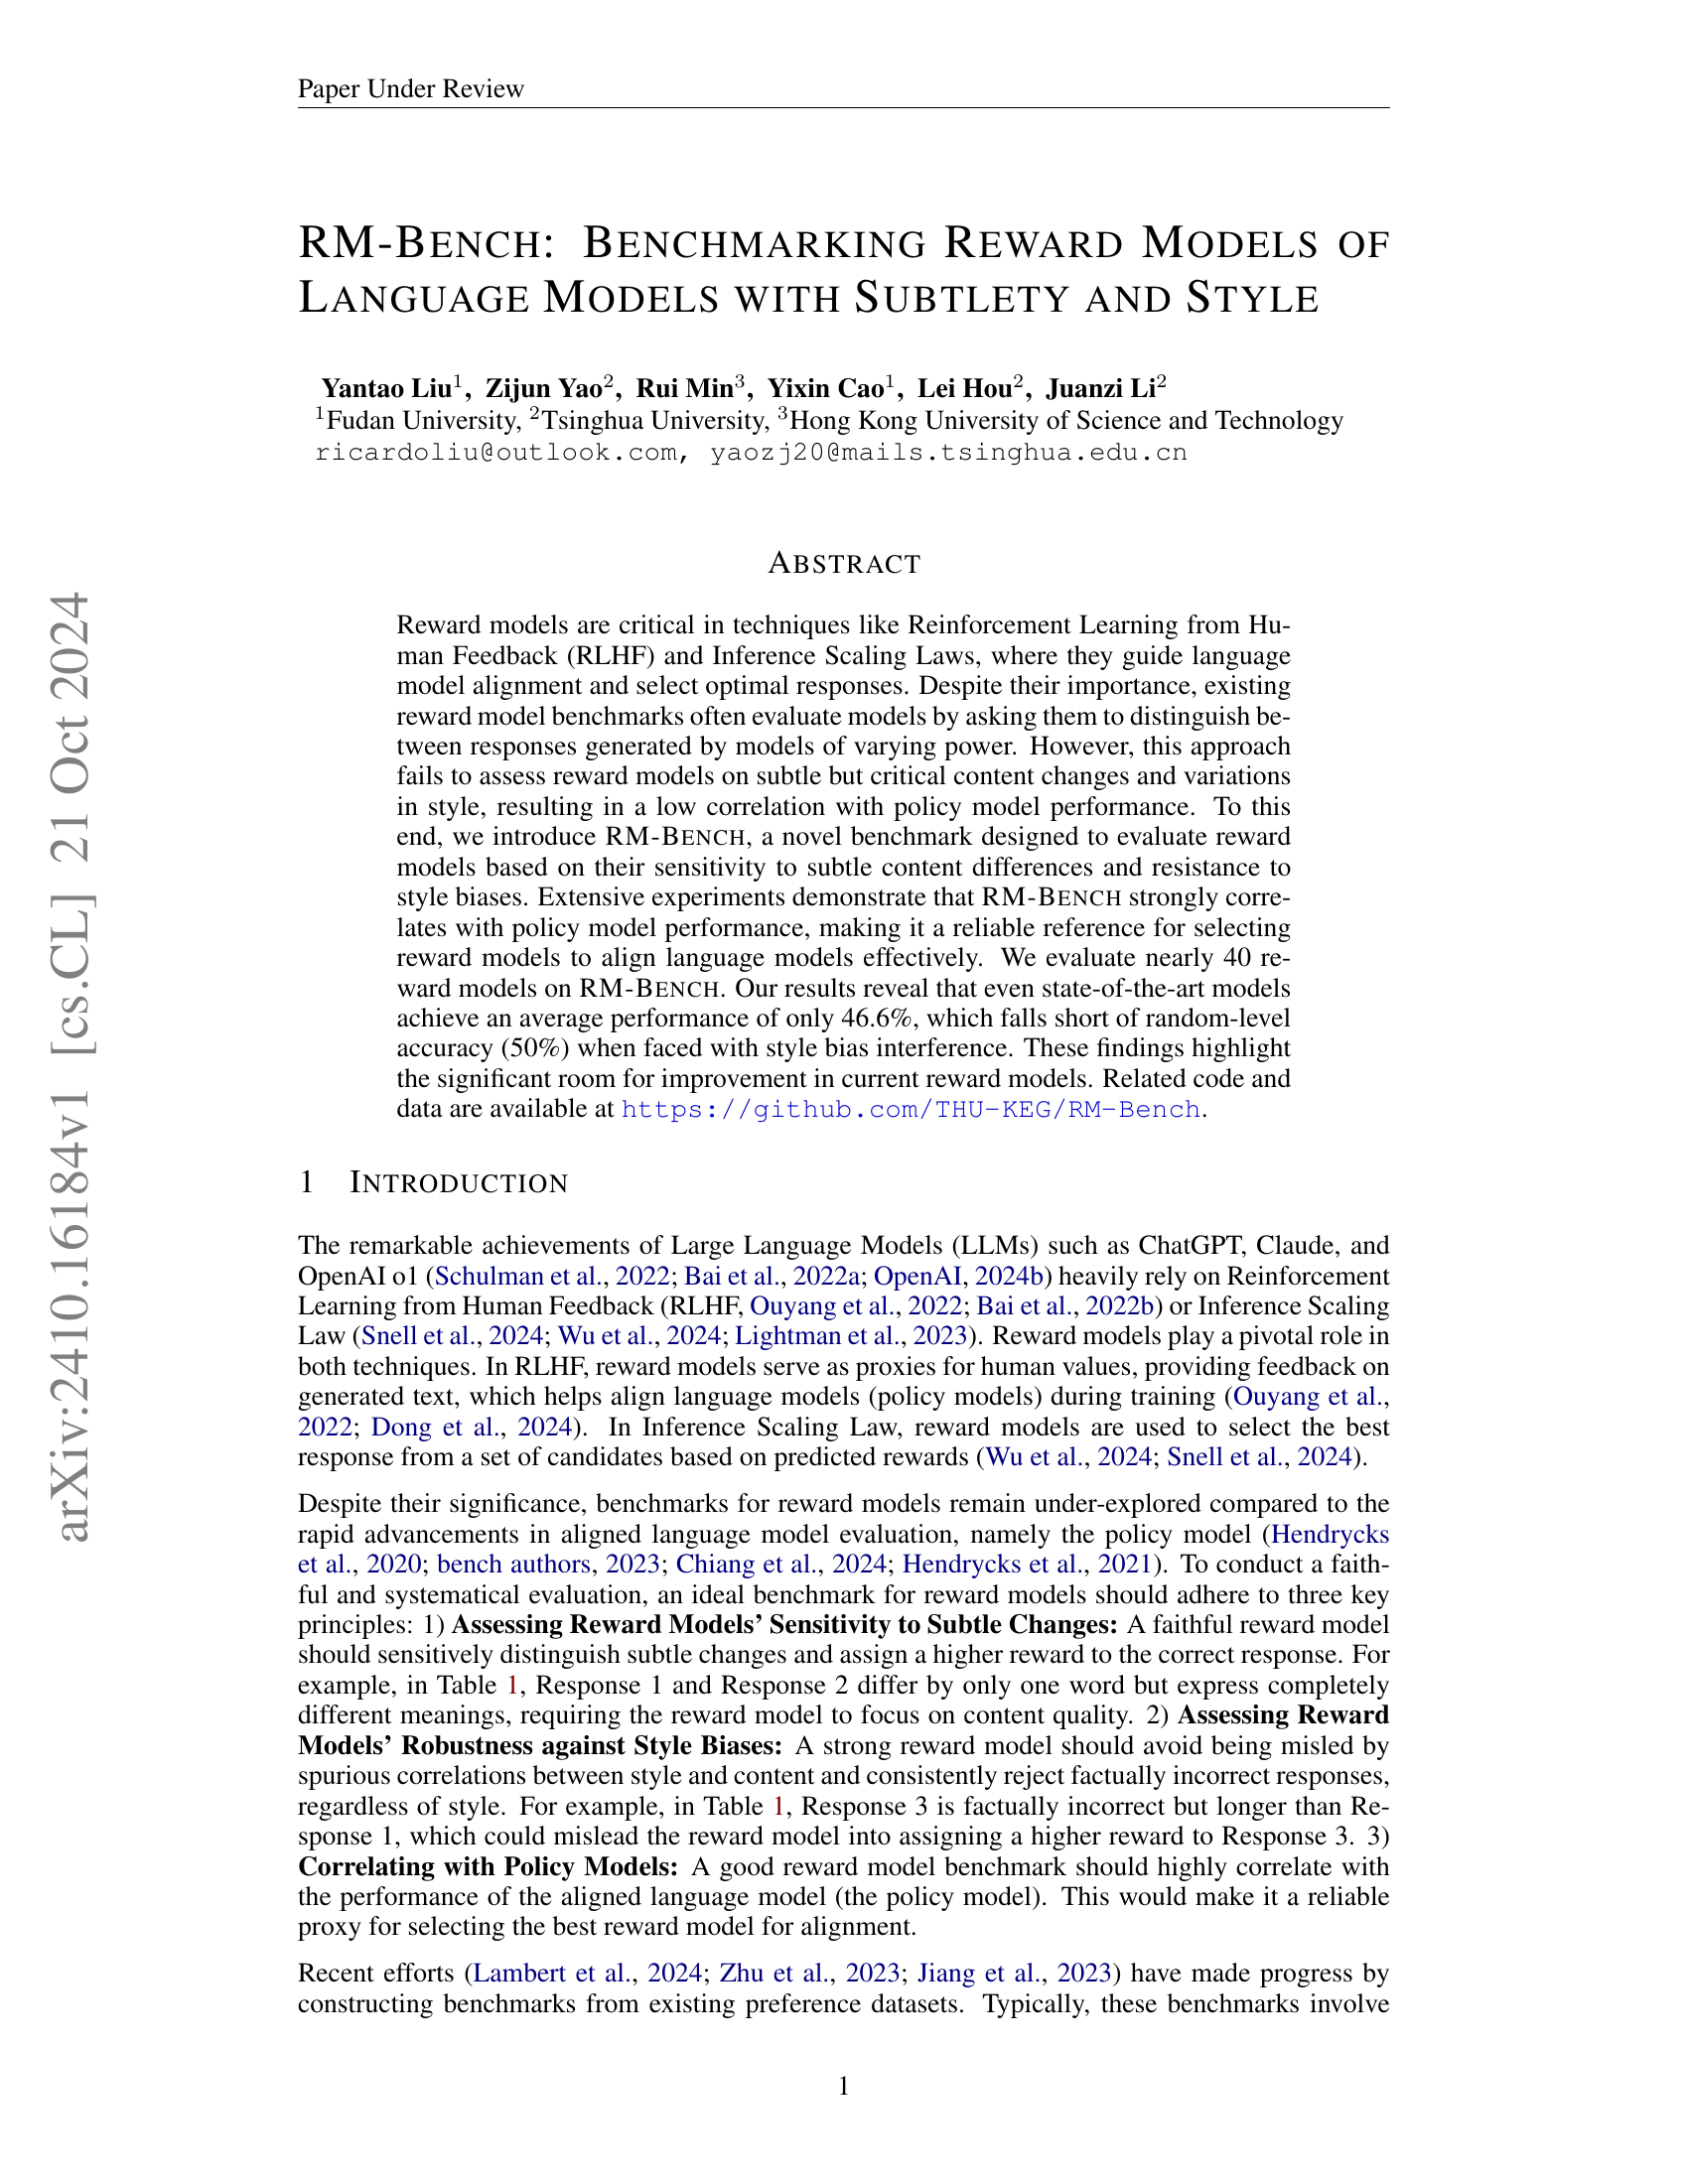 Paper Under Review
RM-BENCH: BENCHMARKING REWARD MODELS OF
LANGUAGE MODELS WITH SUBTLETY AND STYLE
Yantao Liu1, Zijun Yao2, Rui Min3, Yixin Cao1, Lei Hou2, Juanzi Li2
1Fudan University, 2Tsinghua University, 3Hong Kong University of Science and Technology
ricardoliu@outlook.com, yaozj20@mails.tsinghua.edu.cn
ABSTRACT
Reward models are critical in techniques like Reinforcement Learning from Hu-
man Feedback (RLHF) and Inference Scaling Laws, where they guide language
model alignment and select optimal responses. Despite their importance, existing
reward model benchmarks often evaluate models by asking them to distinguish be-
tween responses generated by models of varying power. However, this approach
fails to assess reward models on subtle but critical content changes and variations
in style, resulting in a low correlation with policy model performance. To this
end, we introduce RM-BENCH, a novel benchmark designed to evaluate reward
models based on their sensitivity to subtle content differences and resistance to
style biases. Extensive experiments demonstrate that RM-BENCH strongly corre-
lates with policy model performance, making it a reliable reference for selecting
reward models to align language models effectively. We evaluate nearly 40 re-
ward models on RM-BENCH. Our results reveal that even state-of-the-art models
achieve an average performance of only 46.6%, which falls short of random-level
accuracy (50%) when faced with style bias interference. These findings highlight
the significant room for improvement in current reward models. Related code and
data are available at https://github.com/THU-KEG/RM-Bench.
1 INTRODUCTION
The remarkable achievements of Large Language Models (LLMs) such as ChatGPT, Claude, and
OpenAI o1 (Schulman et al., 2022; Bai et al., 2022a; OpenAI, 2024b) heavily rely on Reinforcement
Learning from Human Feedback (RLHF, Ouyang et al., 2022; Bai et al., 2022b) or Inference Scaling
Law (Snell et al., 2024; Wu et al., 2024; Lightman et al., 2023). Reward models play a pivotal role in
both techniques. In RLHF, reward models serve as proxies for human values, providing feedback on
generated text, which helps align language models (policy models) during training (Ouyang et al.,
2022; Dong et al., 2024). In Inference Scaling Law, reward models are used to select the best
response from a set of candidates based on predicted rewards (Wu et al., 2024; Snell et al., 2024).
Despite their significance, benchmarks for reward models remain under-explored compared to the
rapid advancements in aligned language model evaluation, namely the policy model (Hendrycks
et al., 2020; bench authors, 2023; Chiang et al., 2024; Hendrycks et al., 2021). To conduct a faith-
ful and systematical evaluation, an ideal benchmark for reward models should adhere to three key
principles: 1) Assessing Reward Models' Sensitivity to Subtle Changes: A faithful reward model
should sensitively distinguish subtle changes and assign a higher reward to the correct response. For
example, in Table 1, Response 1 and Response 2 differ by only one word but express completely
different meanings, requiring the reward model to focus on content quality. 2) Assessing Reward
Models' Robustness against Style Biases: A strong reward model should avoid being misled by
spurious correlations between style and content and consistently reject factually incorrect responses,
regardless of style. For example, in Table 1, Response 3 is factually incorrect but longer than Re-
sponse 1, which could mislead the reward model into assigning a higher reward to Response 3. 3)
Correlating with Policy Models: A good reward model benchmark should highly correlate with
the performance of the aligned language model (the policy model). This would make it a reliable
proxy for selecting the best reward model for alignment.
Recent efforts (Lambert et al., 2024; Zhu et al., 2023; Jiang et al., 2023) have made progress by
constructing benchmarks from existing preference datasets. Typically, these benchmarks involve
1
arXiv:2410.16184v1 [cs.CL] 21 Oct 2024